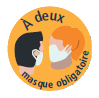 À deux
masque obligatoire